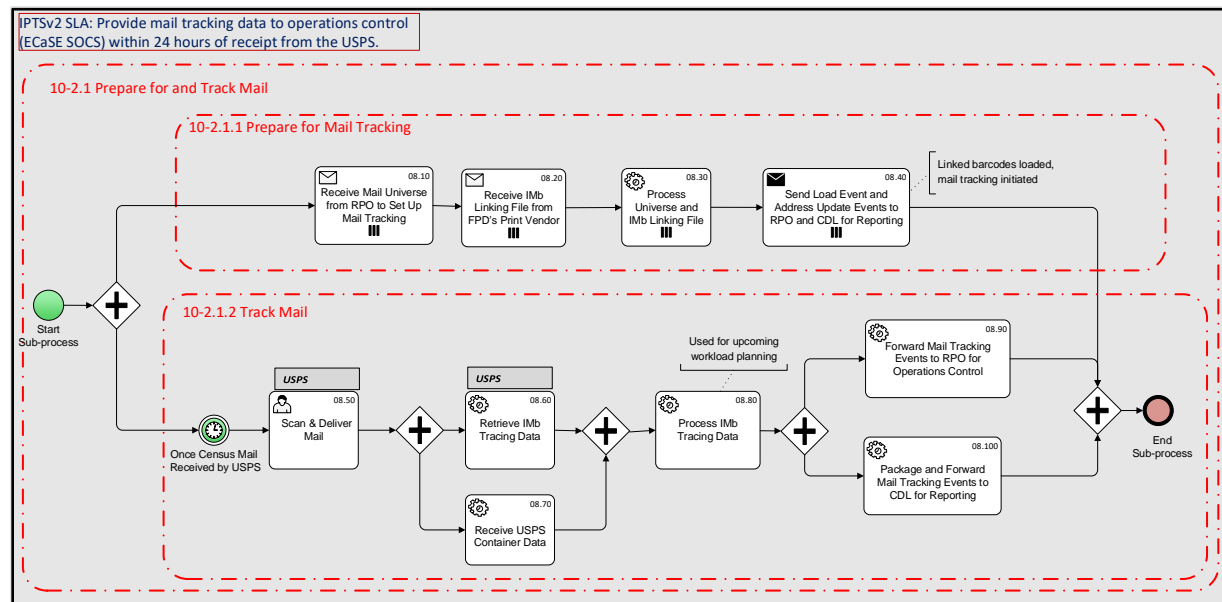 IPTSv2 SLA: Provide mail tracking data to operations control
(ECaSE SOCS) within 24 hours of receipt from the USPS.
10-2.1 Prepare for and Track Mail
10-2.1.1 Prepare for Mail Tracking
08.10
Receive Mail Universe
from RPO to Set Up
Mail Tracking
08.20
Receive IMb
Linking File from
FPD's Print Vendor
08.30
Process
Universe and
IMb Linking File
08.40
Send Load Event and
Address Update Events to
RPO and CDL for Reporting
Linked barcodes loaded,
mail tracking initiated
Start
Sub-process
10-2.1.2 Track Mail
Once Census Mail
Received by USPS
USPS
08.50
Scan & Deliver
Mail
USPS
08.60
Retrieve IMb
Tracing Data
08.70
Receive USPS
Container Data
Used for upcoming
workload planning
08.80
Process IMb
Tracing Data
08.90
Forward Mail Tracking
Events to RPO for
Operations Control
08.100
Package and Forward
Mail Tracking Events to
CDL for Reporting
End
Sub-process